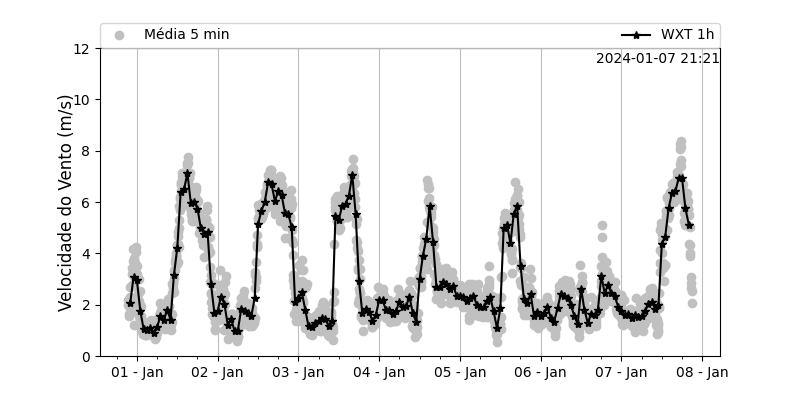 Média 5 min
WXT 1h
2024-01-07 21:21
Velocidade do Vento (m/s)
12
10
8
6
4
2
0
01 - Jan
02 - Jan
03 - Jan
04 - Jan
05 - Jan
06 - Jan
07 - Jan
08 - Jan